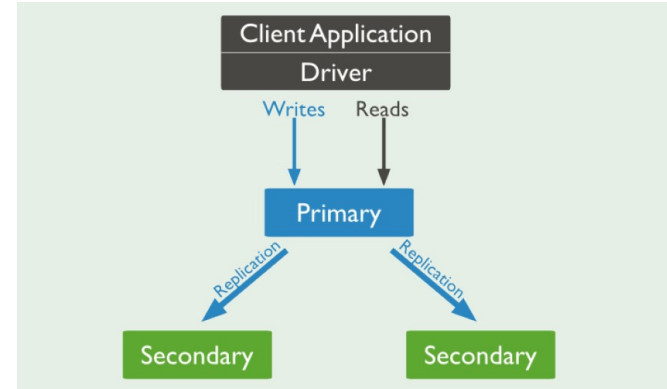 Client Application
Driver
Writes
Reads
Primary
Replication
Replication
Secondary
Secondary